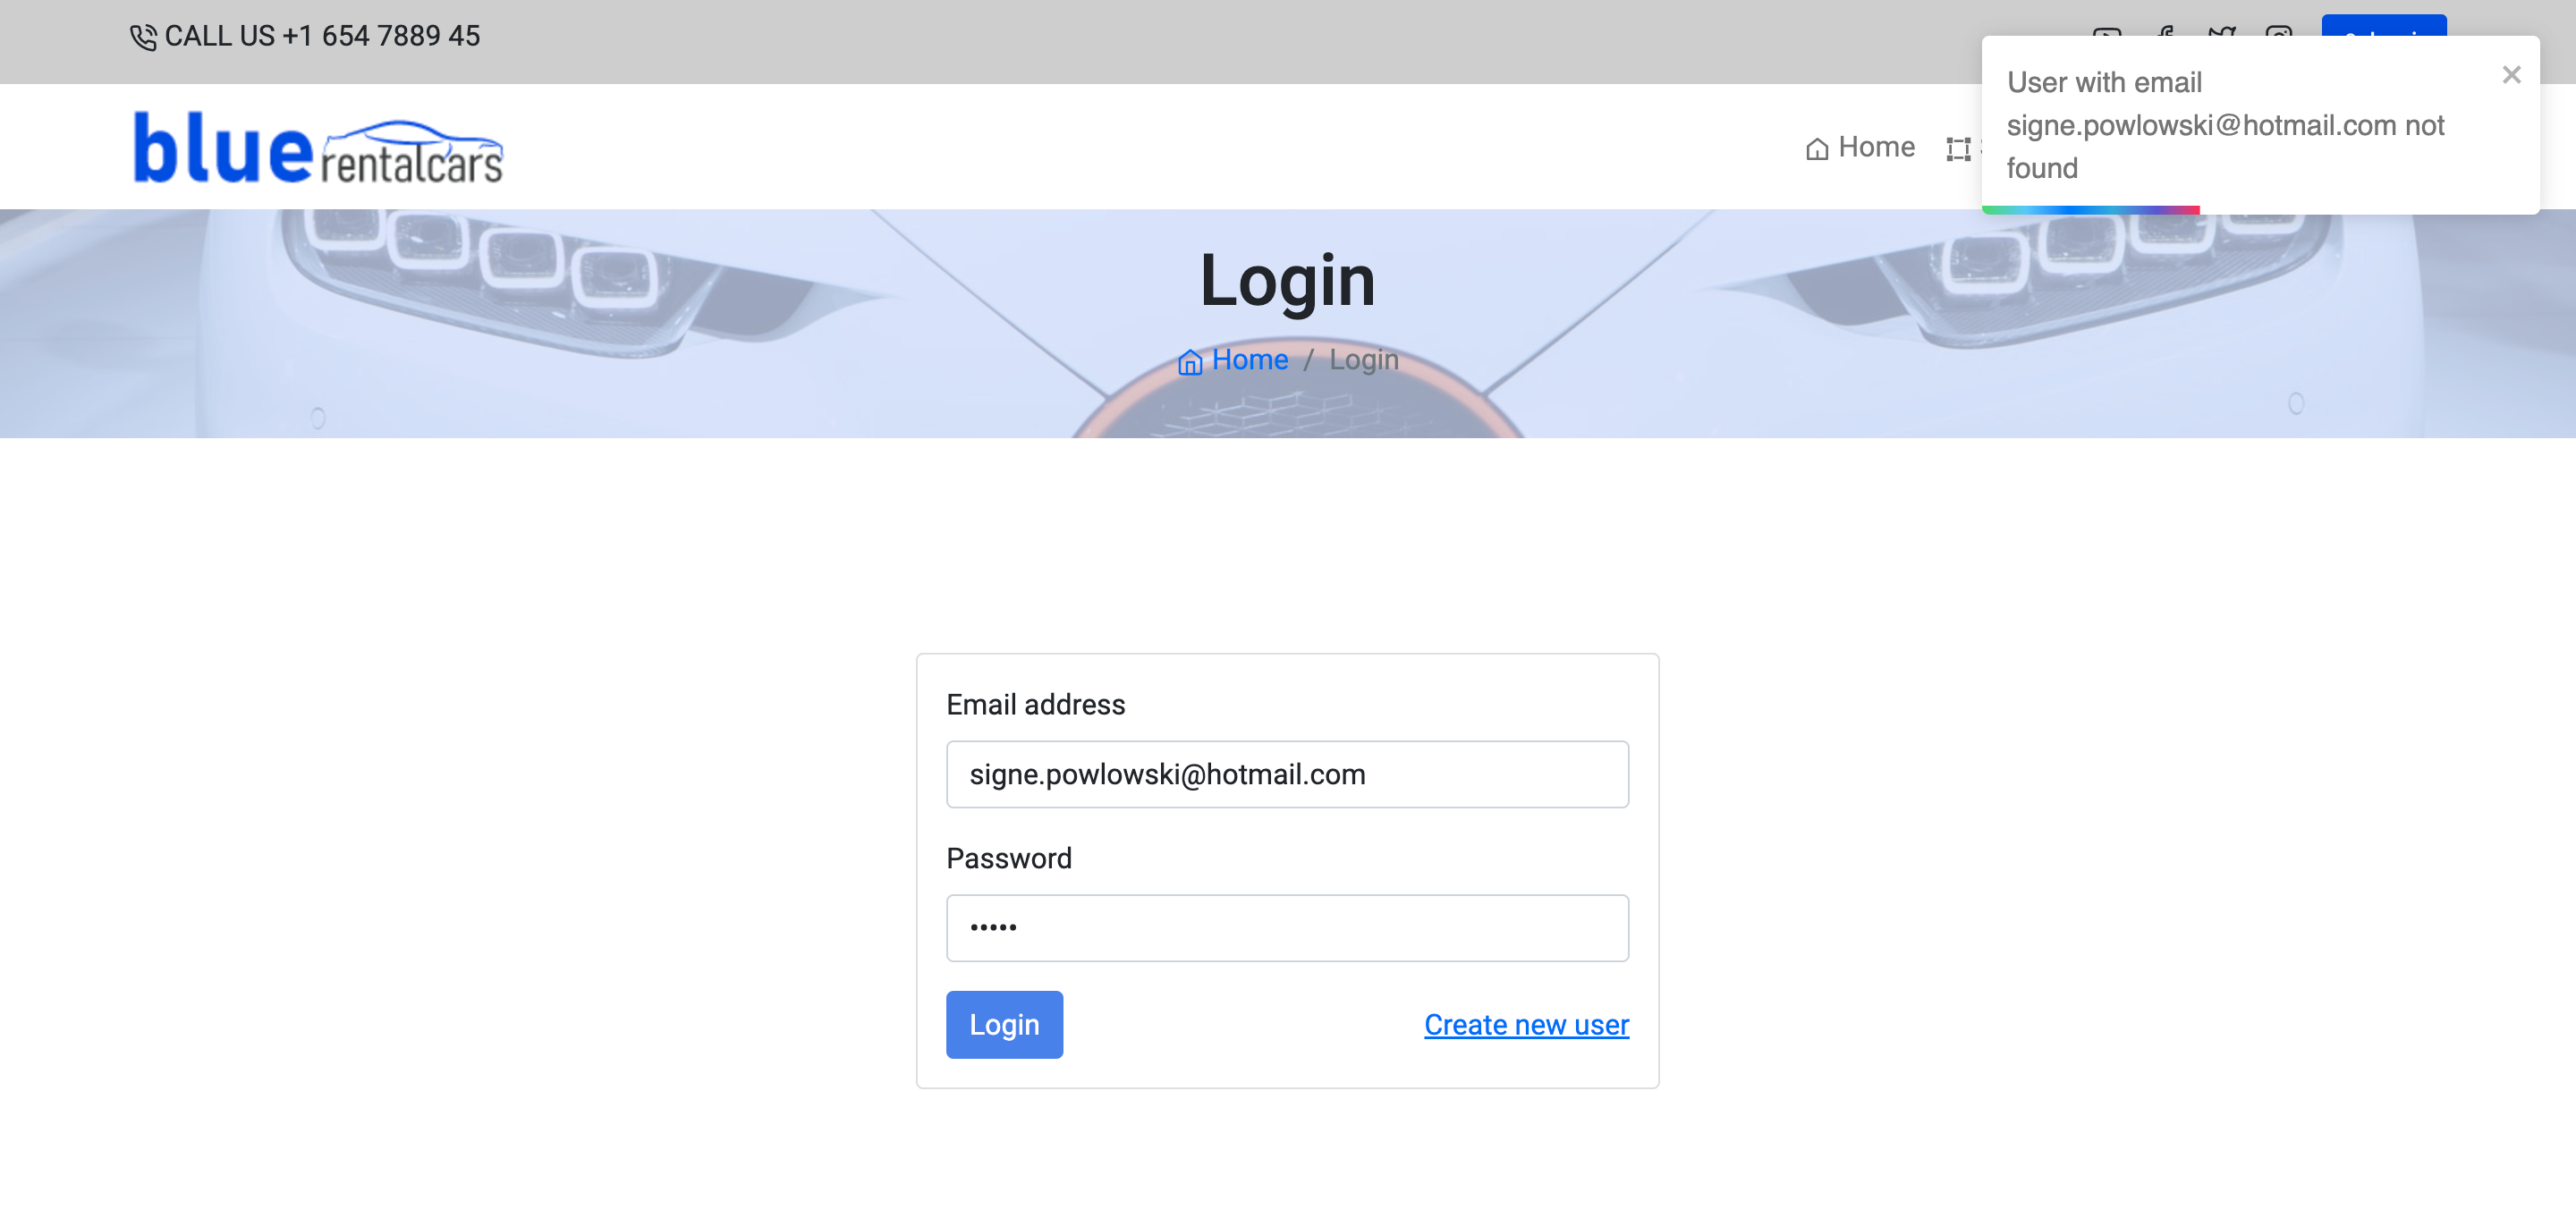 CALL US +1 654 7889 45
User with email
signe.powlowski@hotmail.com not
found
blue rentalcars
Home
Login
Home / Login
Email address
signe.powlowski@hotmail.com
Password
•••••
Login
Create new user